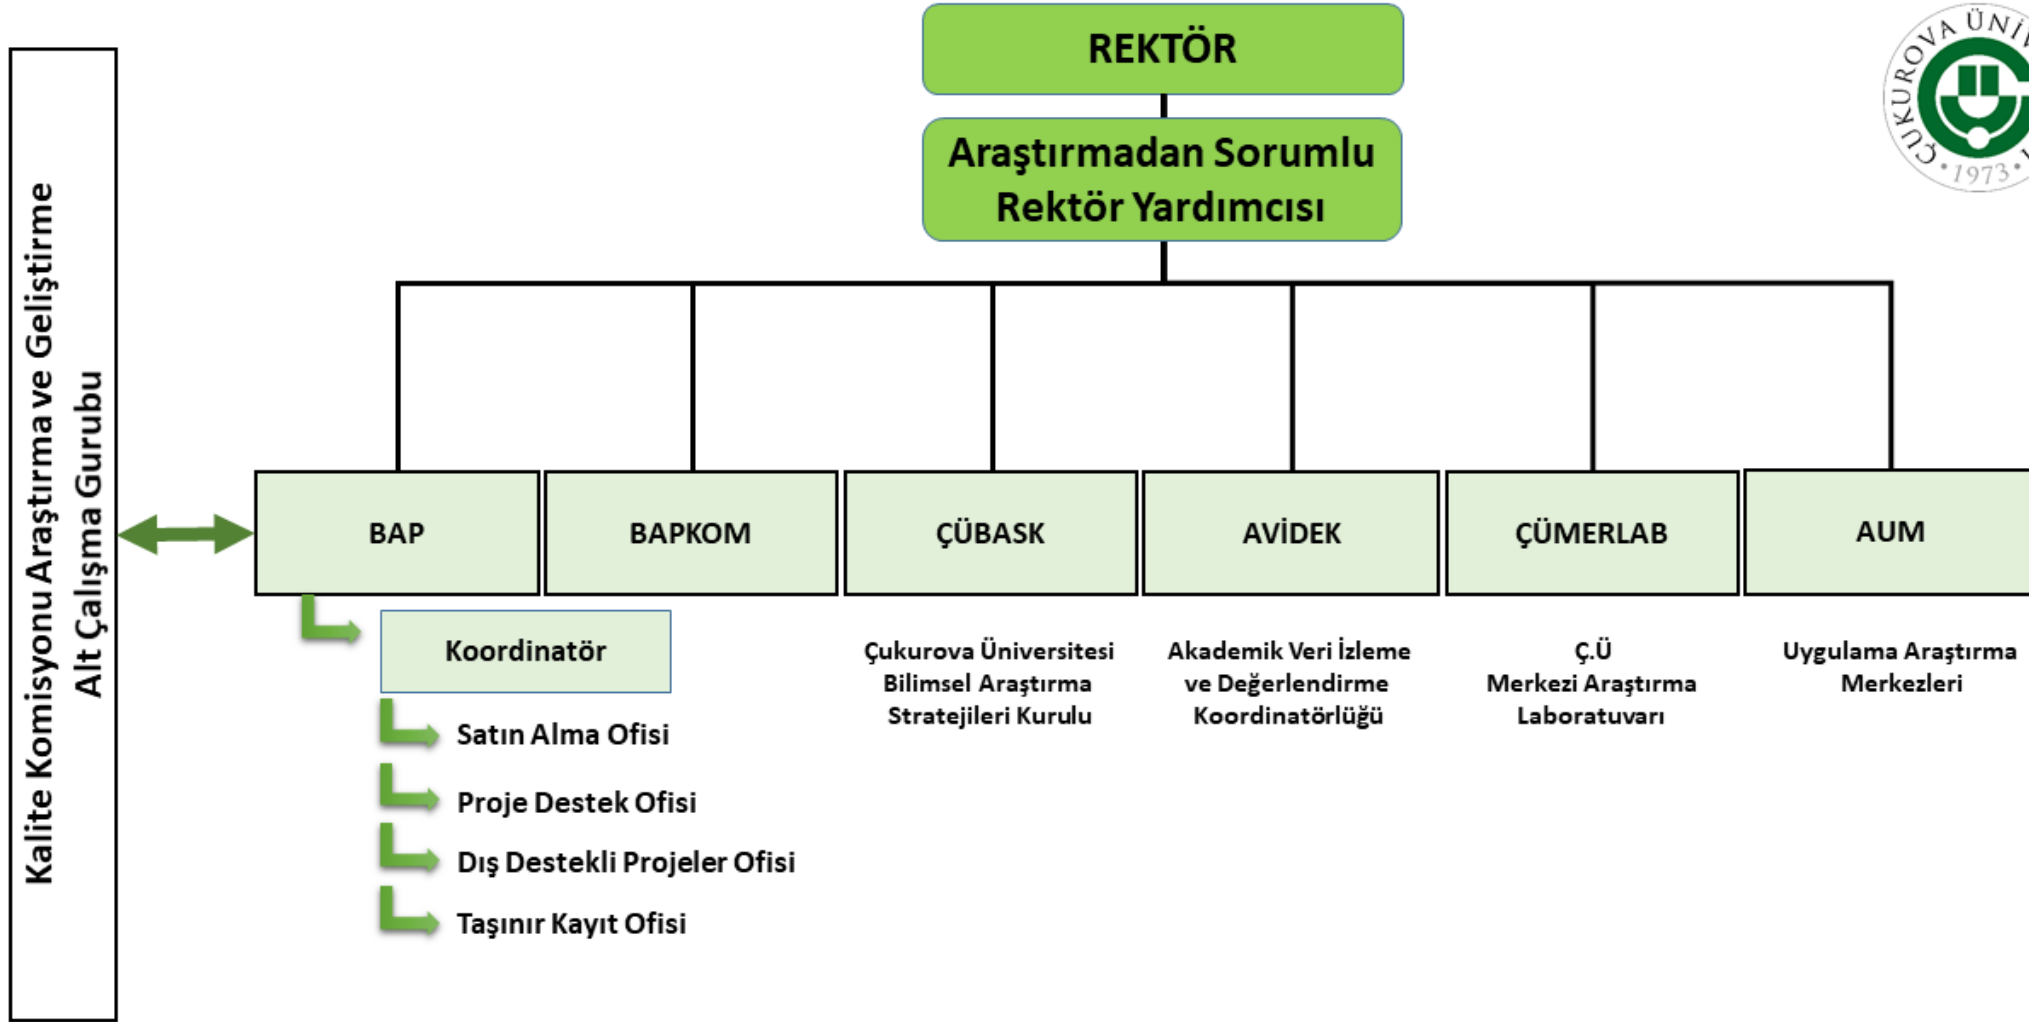 REKTÖR
Araştırmadan Sorumlu
Rektör Yardımcısı
ÇUKUROVA
1973
Kalite Komisyonu Araştırma ve Geliştirme
Alt Çalışma Gurubu
BAP
BAPKOM
ÇÜBASK
AVİDEK
ÇÜMERLAB
AUM
Koordinatör
Satın Alma Ofisi
Proje Destek Ofisi
Dış Destekli Projeler Ofisi
Taşınır Kayıt Ofisi
Çukurova Üniversitesi
Bilimsel Araştırma
Stratejileri Kurulu
Akademik Veri İzleme
ve Değerlendirme
Koordinatörlüğü
Ç.Ü
Merkezi Araştırma
Laboratuvarı
Uygulama Araştırma
Merkezleri